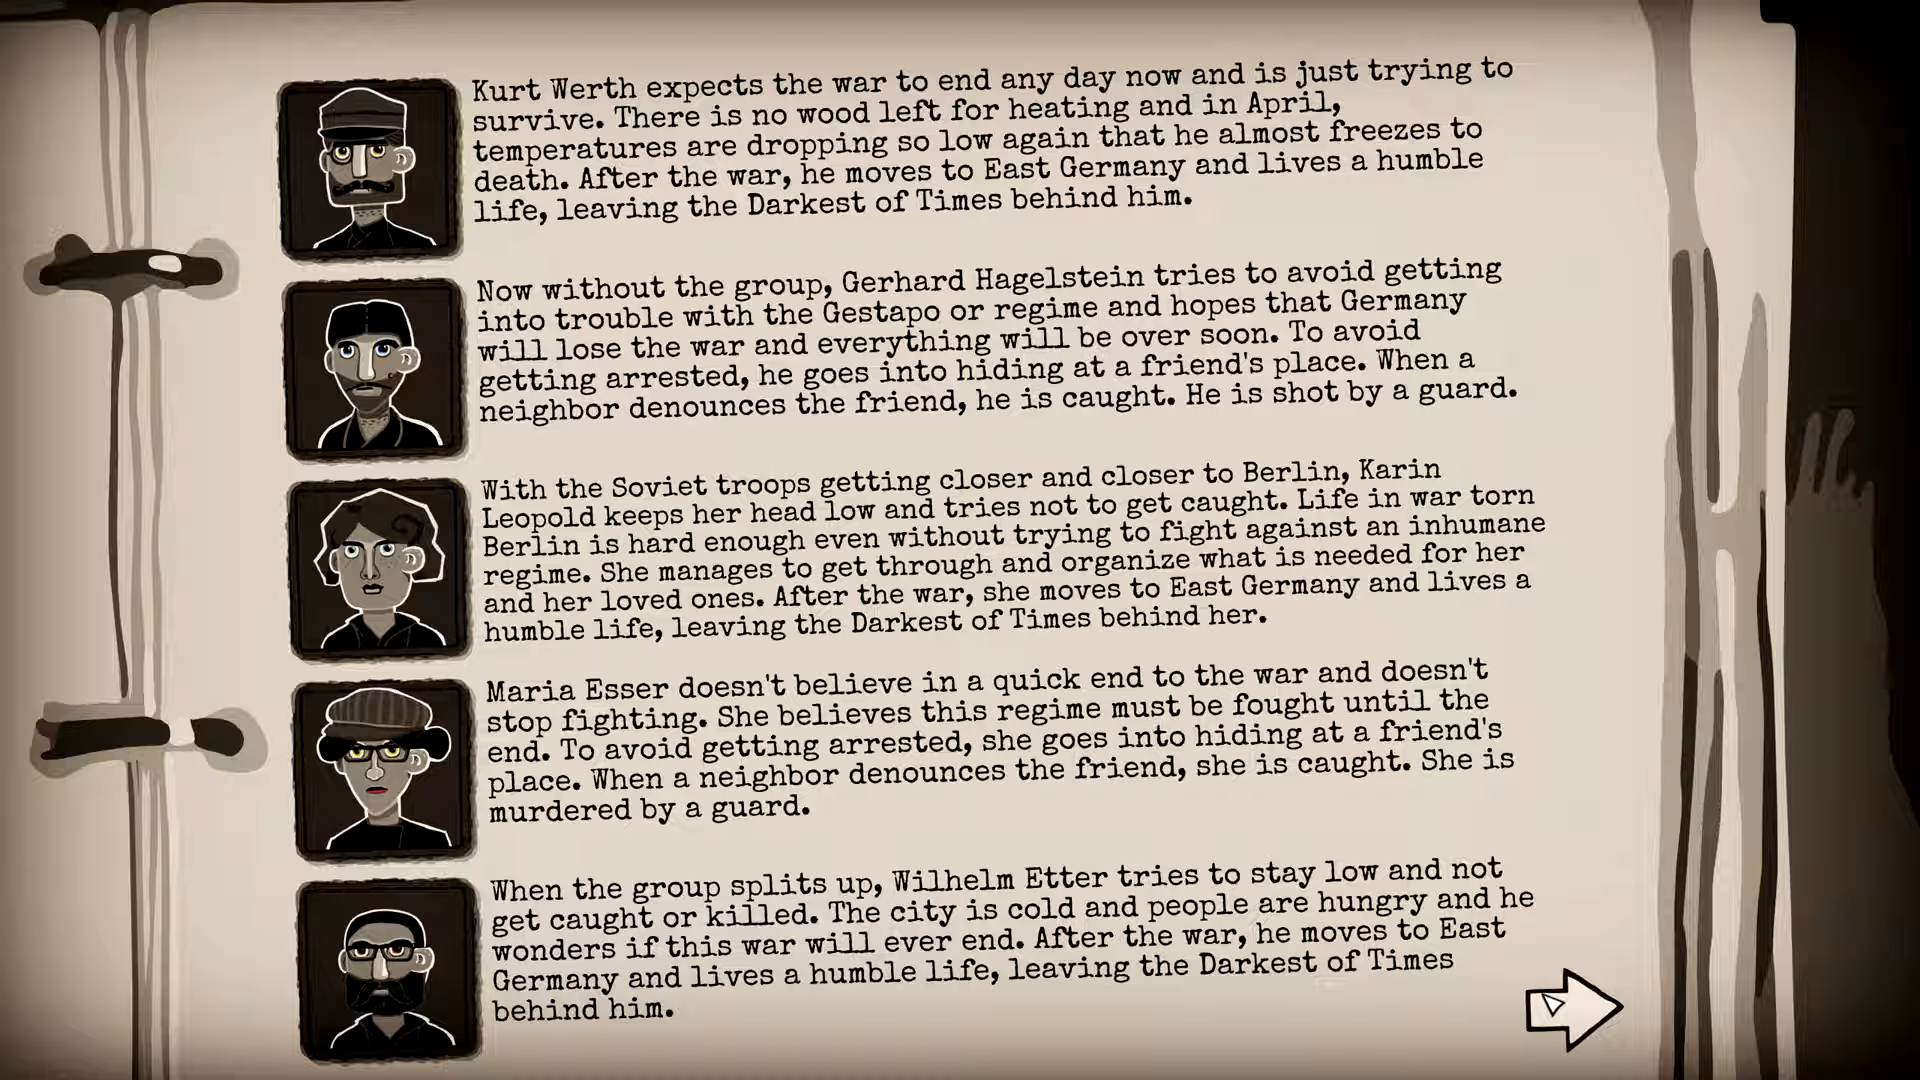 Kurt Werth expects the war to end any day now and is just trying to
survive. There is no wood left for heating and in April,
temperatures are dropping so low again that he almost freezes to
death. After the war, he moves to East Germany and lives a humble
life, leaving the Darkest of Times behind him.
Now without the group, Gerhard Hagelstein tries to avoid getting
into trouble with the Gestapo or regime and hopes that Germany
will lose the war and everything will be over soon. To avoid
getting arrested, he goes into hiding at a friend's place. When a
neighbor denounces the friend, he is caught. He is shot by a guard.
With the Soviet troops getting closer and closer to Berlin, Karin
Leopold keeps her head low and tries not to get caught. Life in war torn
Berlin is hard enough even without trying to fight against an inhumane
regime. She manages to get through and organize what is needed for her
and her loved ones. After the war, she moves to East Germany and lives a
humble life, leaving the Darkest of Times behind her.
Maria Esser doesn't believe in a quick end to the war and doesn't
stop fighting. She believes this regime must be fought until the
end. To avoid getting arrested, she goes into hiding at a friend's
place. When a neighbor denounces the friend, she is caught. She is
murdered by a guard.
When the group splits up, Wilhelm Etter tries to stay low and not
get caught or killed. The city is cold and people are hungry and he
wonders if this war will ever end. After the war, he moves to East
Germany and lives a humble life, leaving the Darkest of Times
behind him.